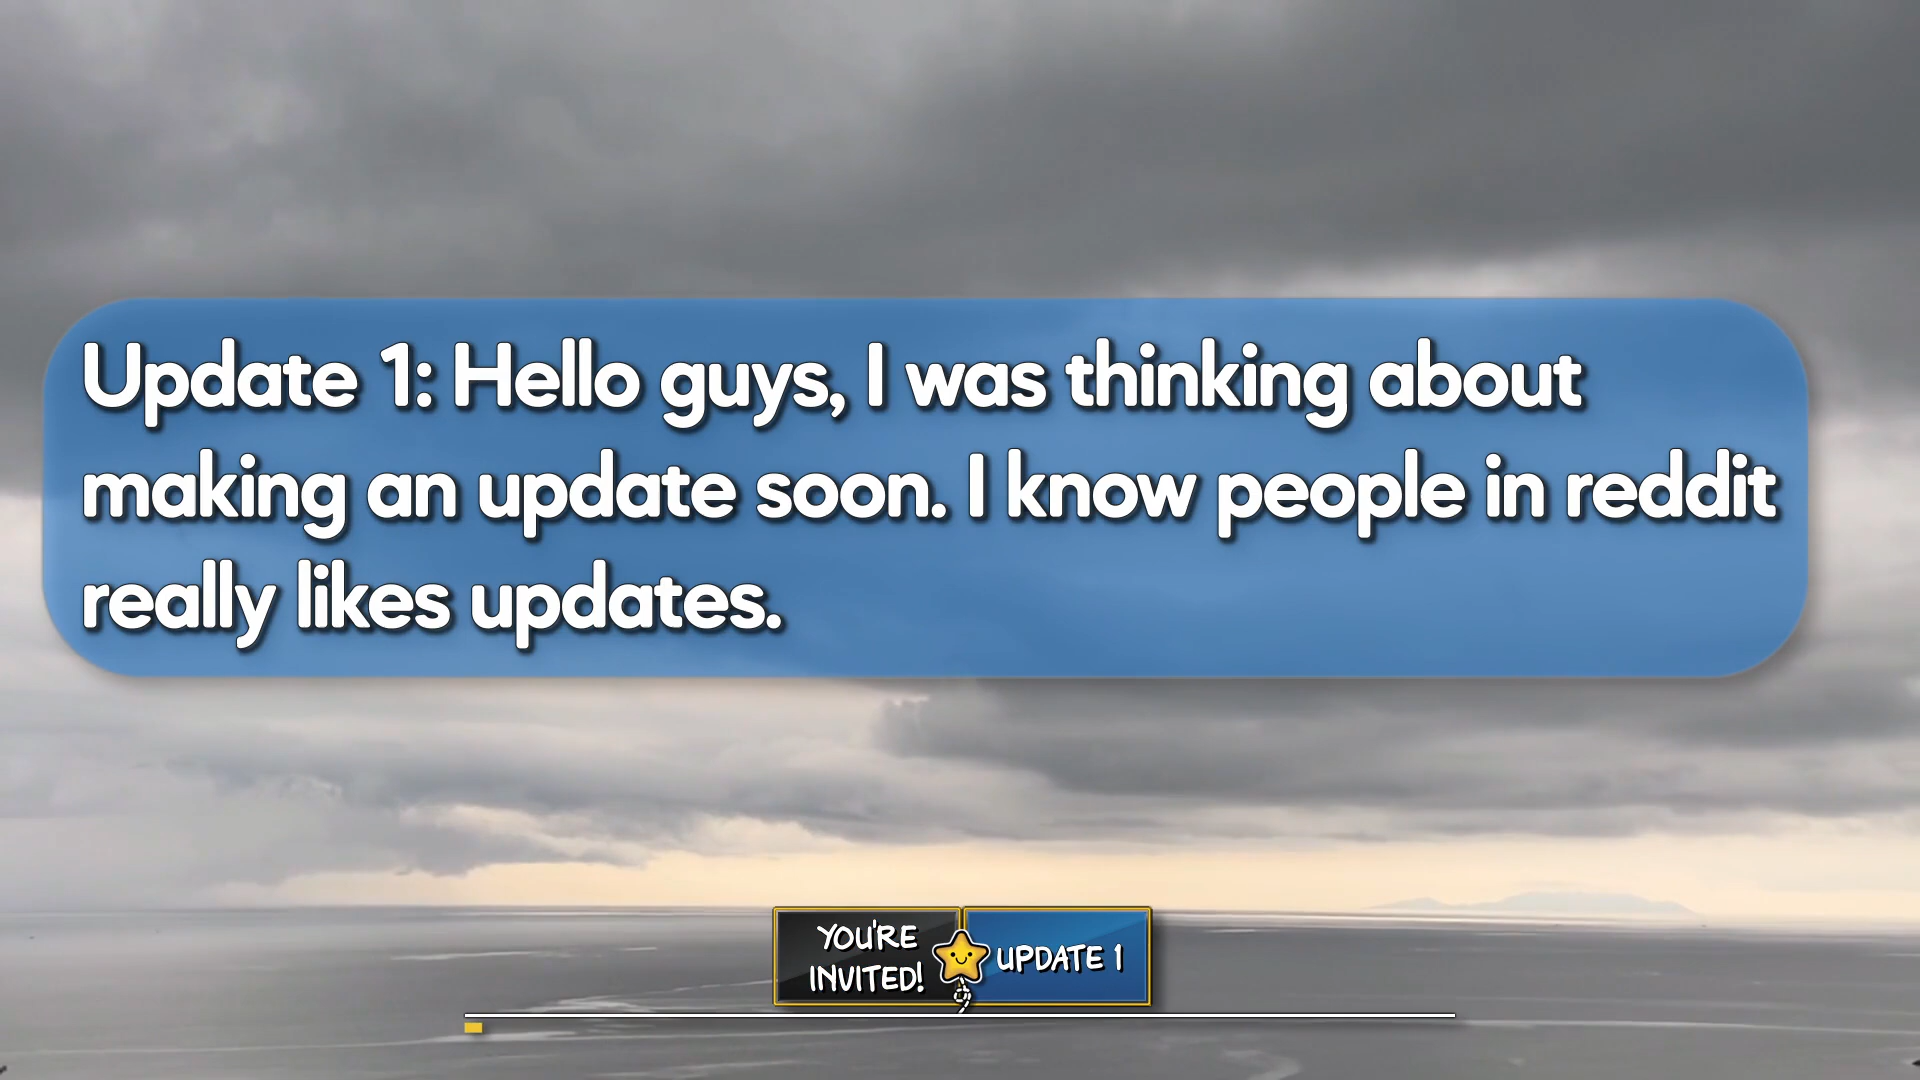 Update 1: Hello guys, I was thinking about
making an update soon. I know people in reddit
really likes updates.
YOU'RE
INVITED!
UPDATE 1